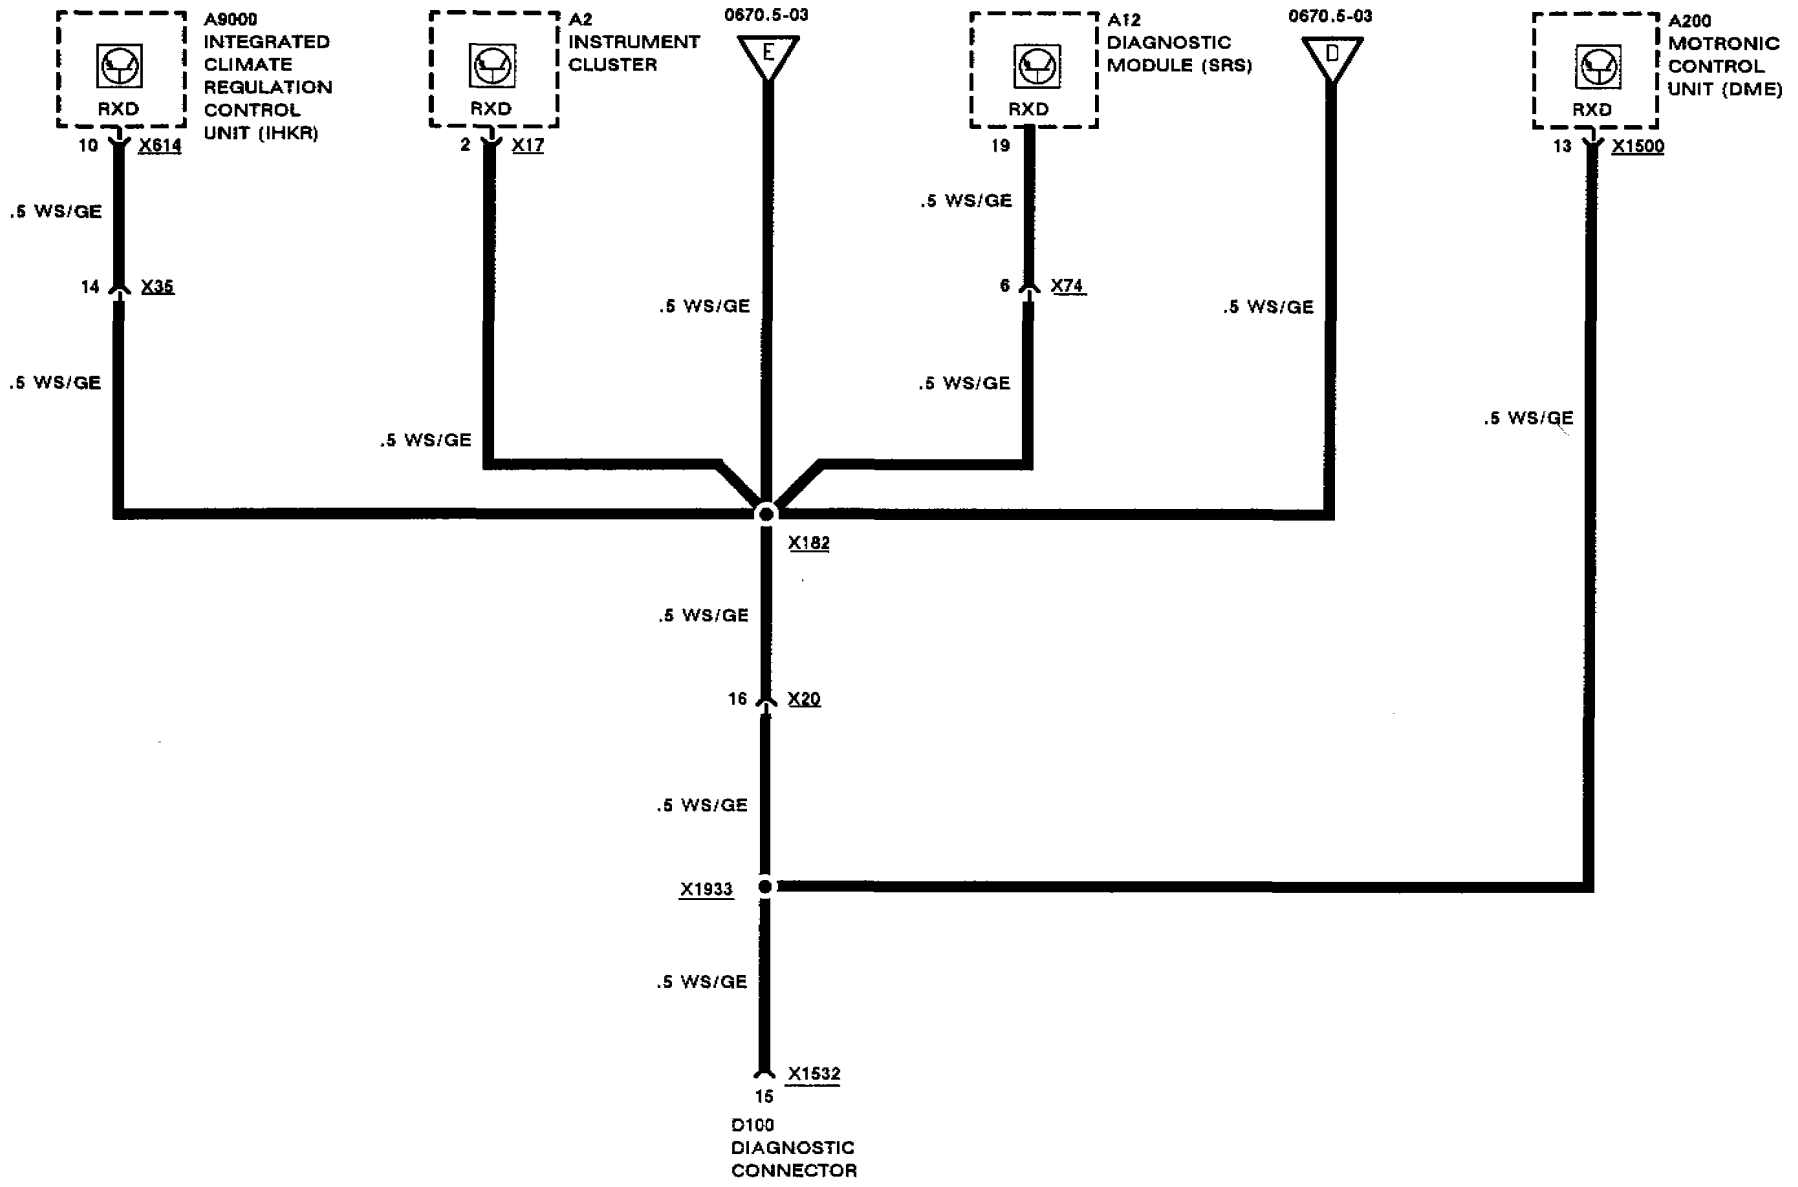 A9000
INTEGRATED
CLIMATE
REGULATION
CONTROL
UNIT (IHKR)
RXD
10 X614
.5 WS/GE
14 X35
.5 WS/GE
A2
INSTRUMENT
CLUSTER
RXD
2 X17
.5 WS/GE
0670.5-03
E
.5 WS/GE
A12
DIAGNOSTIC
MODULE (SRS)
RXD
19
.5 WS/GE
6 X74
.5 WS/GE
0670.5-03
D
.5 WS/GE
A200
MOTRONIC
CONTROL
UNIT (DME)
RXD
13 X1500
.5 WS/GE
X182
.5 WS/GE
16 X20
.5 WS/GE
X1933
.5 WS/GE
X1532
15
D100
DIAGNOSTIC
CONNECTOR